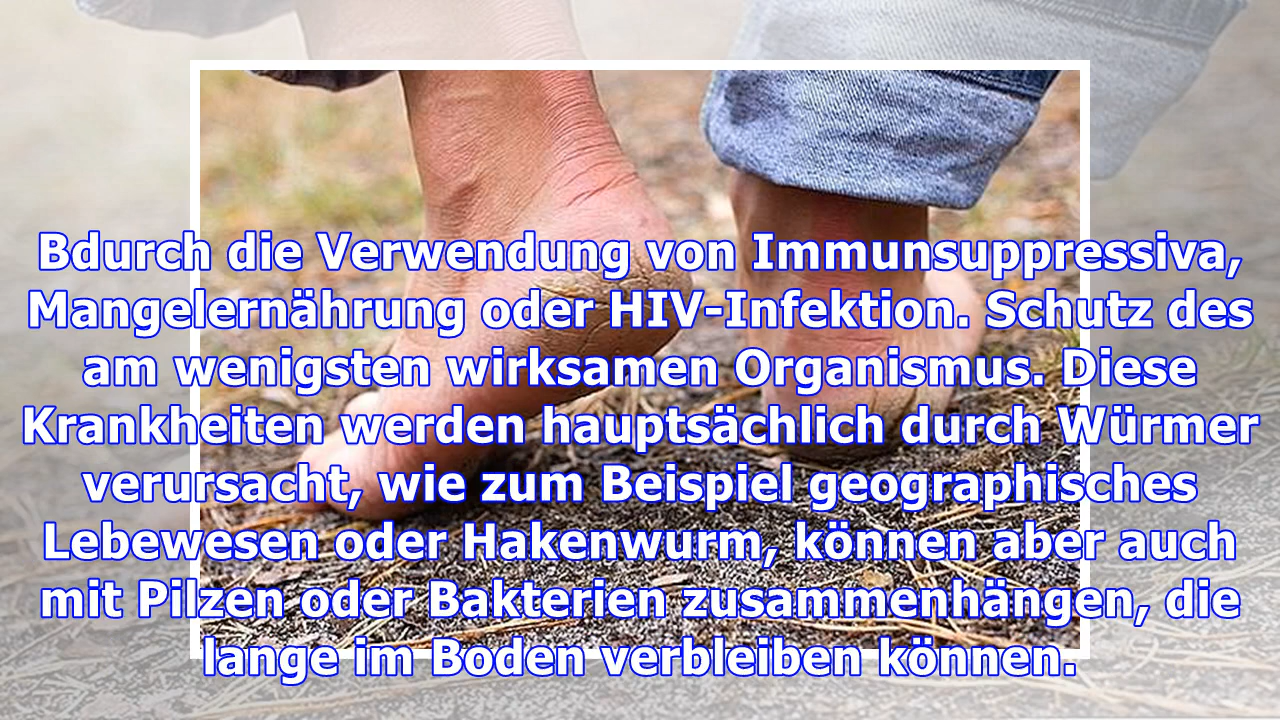 Bdurch die Verwendung von Immunsuppressiva,
Mangelernährung oder HIV-Infektion. Schutz des
am wenigsten wirksamen Organismus. Diese
Krankheiten werden hauptsächlich durch Würmer
verursacht, wie zum Beispiel geographisches
Lebewesen oder Hakenwurm, können aber auch
mit Pilzen oder Bakterien zusammenhängen, die
lange im Boden verbleiben können.